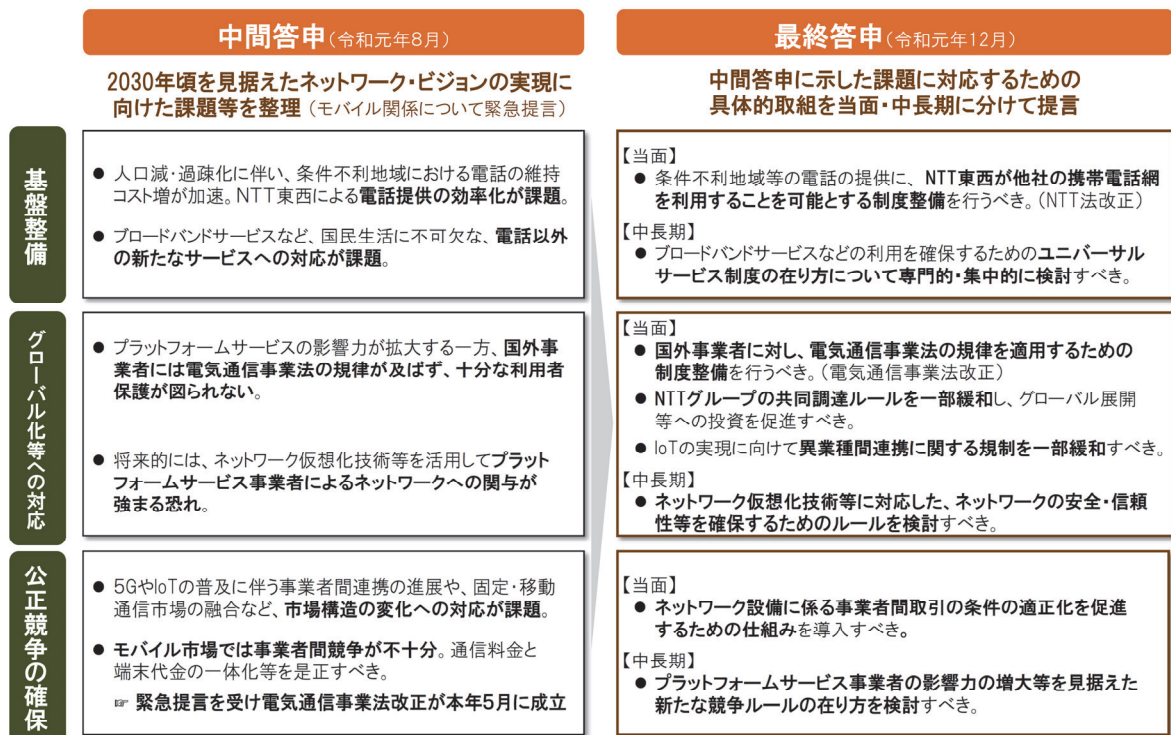 中間答申(令和元年8月)
2030年頃を見据えたネットワーク・ビジョンの実現に
向けた課題等を整理（モバイル関係について緊急提言）
最終答申(令和元年12月)
中間答申に示した課題に対応するための
具体的取組を当面・中長期に分けて提言
基盤整備
● 人口減・過疎化に伴い、条件不利地域における電話の維持
コスト増が加速。NTT東西による電話提供の効率化が課題。
● ブロードバンドサービスなど、国民生活に不可欠な、電話以外
の新たなサービスへの対応が課題。
【当面】
● 条件不利地域等の電話の提供に、NTT東西が他社の携帯電話網
を利用することを可能とする制度整備を行うべき。（NTT法改正）
【中長期】
● ブロードバンドサービスなどの利用を確保するためのユニバーサル
サービス制度の在り方について専門的・集中的に検討すべき。
グローバル化等への対応
● プラットフォームサービスの影響力が拡大する一方、国外事
業者には電気通信事業法の規律が及ばず、十分な利用者
保護が図られない。
● 将来的には、ネットワーク仮想化技術等を活用してプラット
フォームサービス事業者によるネットワークへの関与が
強まる恐れ。
【当面】
● 国外事業者に対し、電気通信事業法の規律を適用するための
制度整備を行うべき。（電気通信事業法改正）
● NTTグループの共同調達ルールを一部緩和し、グローバル展開
等への投資を促進すべき。
● IoTの実現に向けて異業種間連携に関する規制を一部緩和すべき。
【中長期】
● ネットワーク仮想化技術等に対応した、ネットワークの安全・信頼
性等を確保するためのルールを検討すべき。
公正競争の確保
● 5GやIoTの普及に伴う事業者間連携の進展や、固定・移動
通信市場の融合など、市場構造の変化への対応が課題。
● モバイル市場では事業者間競争が不十分。通信料金と
端末代金の一体化等を是正すべき。
☞ 緊急提言を受け電気通信事業法改正が本年5月に成立
【当面】
● ネットワーク設備に係る事業者間取引の条件の適正化を促進
するための仕組みを導入すべき。
【中長期】
● プラットフォームサービス事業者の影響力の増大等を見据えた
新たな競争ルールの在り方を検討すべき。